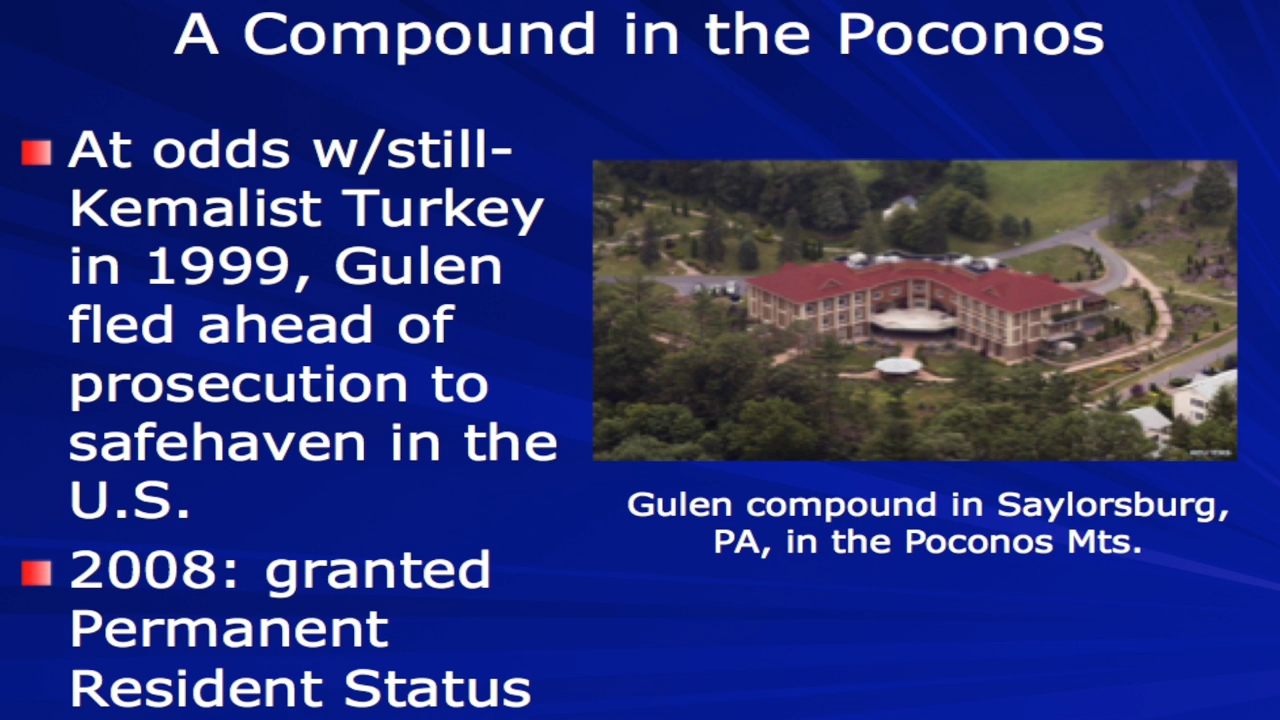 A Compound in the Poconos
At odds w/still-
Kemalist Turkey
in 1999, Gulen
fled ahead of
prosecution to
safehaven in the
U.S.
2008: granted
Permanent
Resident Status
Gulen compound in Saylorsburg,
PA, in the Poconos Mts.